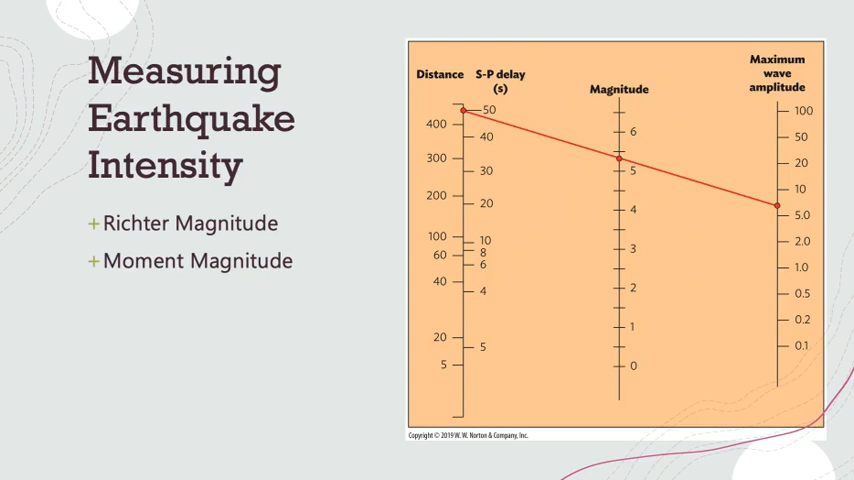 Measuring
Earthquake
Intensity
+Richter Magnitude
+Moment Magnitude
Distance S-P delay
(s)
Magnitude
Maximum
wave
amplitude
400
300
200
100
60
40
20
5
50
40
30
20
10
8
6
4
5
6
5
4
3
2
1
0
100
50
20
10
5.0
2.0
1.0
0.5
0.2
0.1
Copyright © 2019 W. W. Norton & Company, Inc.